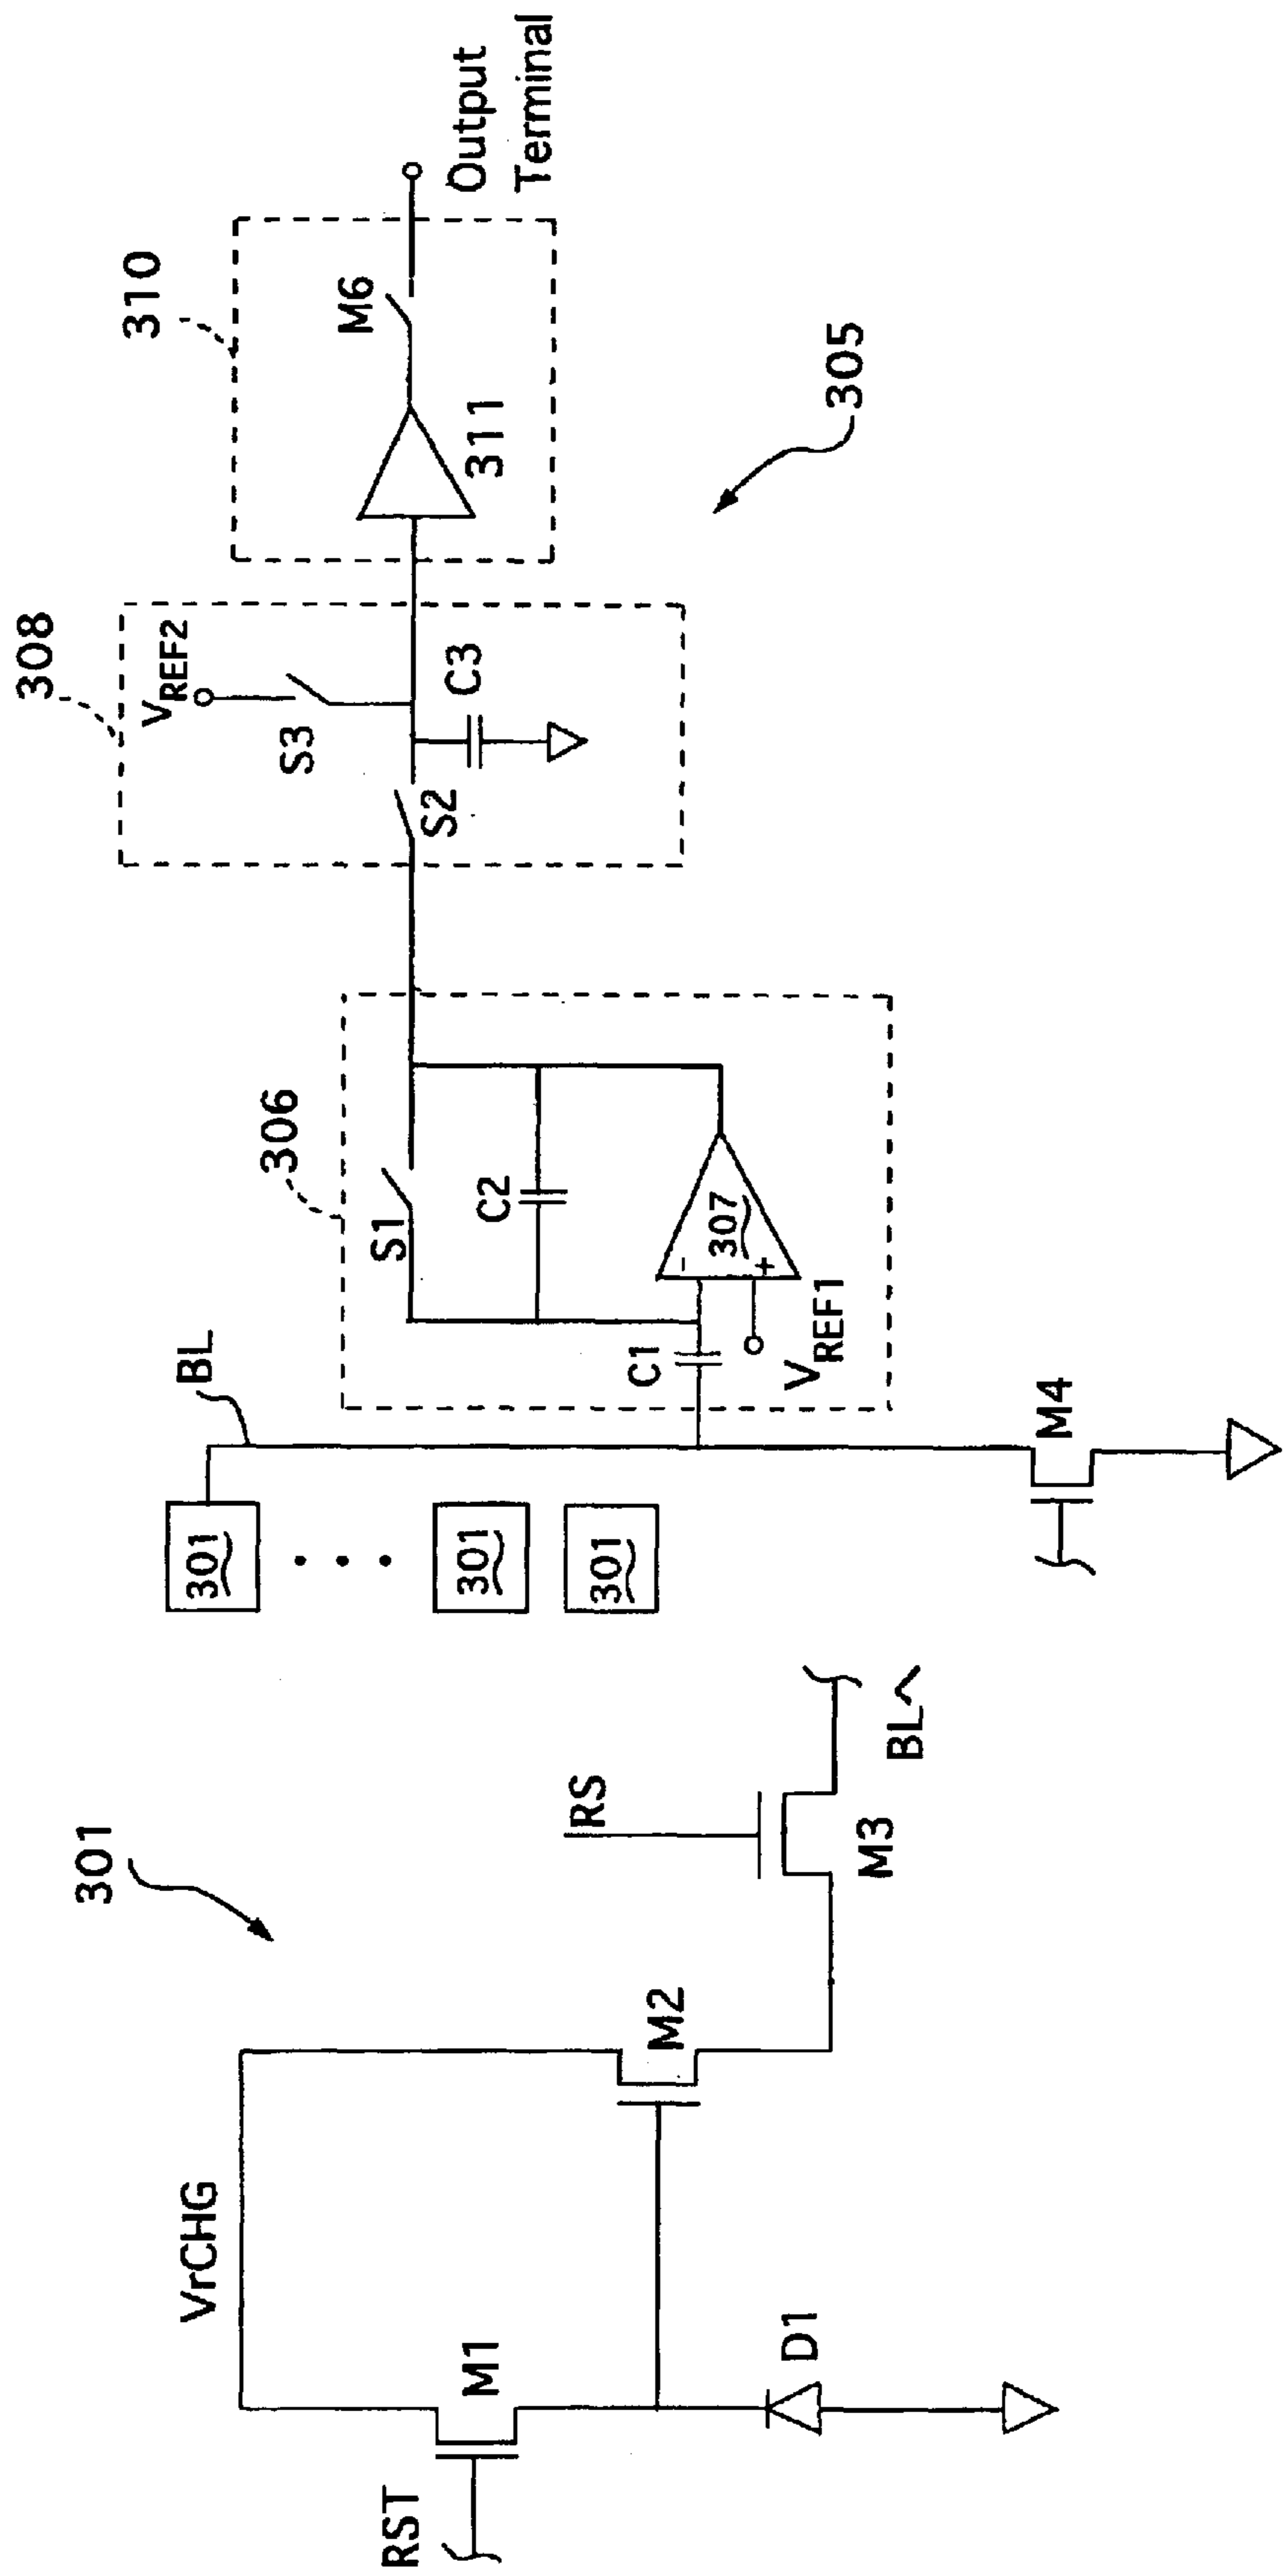 301
VrCHG
RST
M1
M2
D1
RS
M3
BL^
301
301
301
BL
M4
306
S1
C2
C1
307
-
+
VREF1
308
VREF2
S3
S2
C3
310
M6
311
Output
Terminal
305